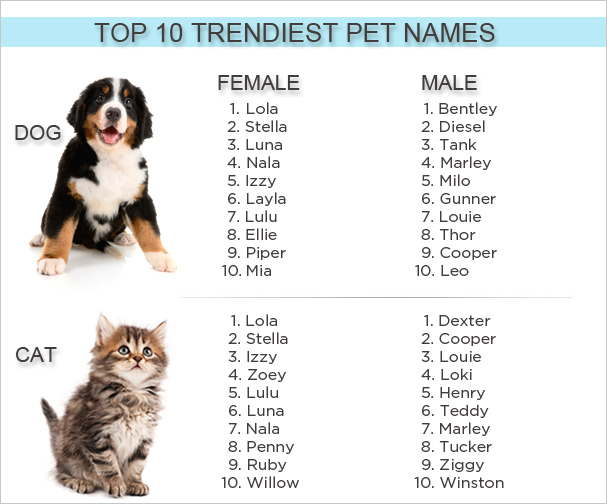 TOP 10 TRENDIEST PET NAMES
FEMALE
MALE
DOG
1. Lola
2. Stella
3. Luna
4. Nala
5. Izzy
6. Layla
7. Lulu
8. Ellie
9. Piper
10. Mia
1. Bentley
2. Diesel
3. Tank
4. Marley
5. Milo
6. Gunner
7. Louie
8. Thor
9. Cooper
10. Leo
CAT
1. Lola
2. Stella
3. Izzy
4. Zoey
5. Lulu
6. Luna
7. Nala
8. Penny
9. Ruby
10. Willow
1. Dexter
2. Cooper
3. Louie
4. Loki
5. Henry
6. Teddy
7. Marley
8. Tucker
9. Ziggy
10. Winston